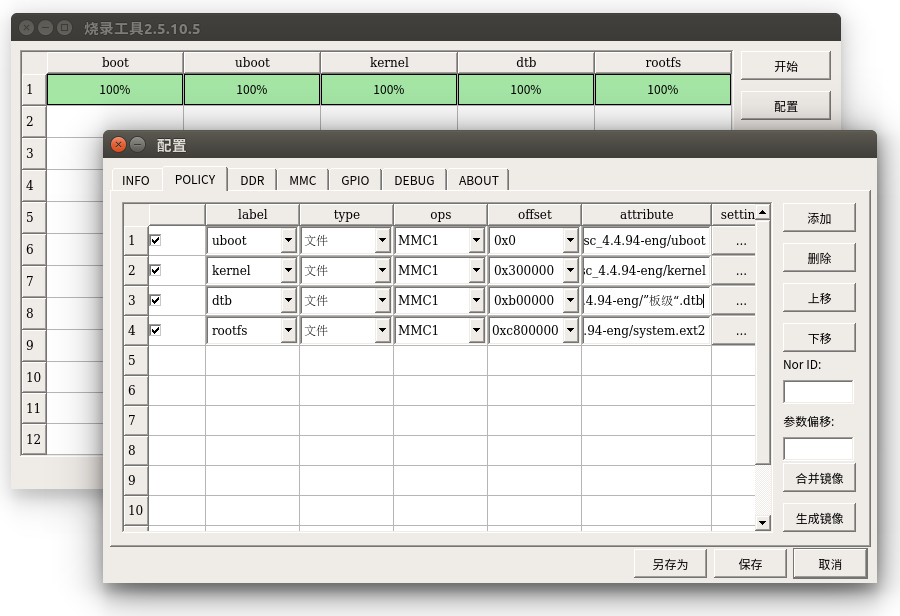 烧录工具2.5.10.5
boot uboot kernel dtb rootfs
开始
1 100% 100% 100% 100% 100%
配置
2
3
4
5
6
7
8
9
10
11
12
配置
INFO POLICY DDR MMC GPIO DEBUG ABOUT
label type ops offset attribute settin
1 uboot 文件 MMC1 0x0 sc_4.4.94-eng/uboot ...
2 kernel 文件 MMC1 0x300000 sc_4.4.94-eng/kernel ...
3 dtb 文件 MMC1 0xb00000 .4.94-eng/”板级“.dtb ...
4 rootfs 文件 MMC1 0xc800000 .94-eng/system.ext2 ...
5
6
7
8
9
10
添加
删除
上移
下移
Nor ID:
参数偏移:
合并镜像
生成镜像
另存为 保存 取消